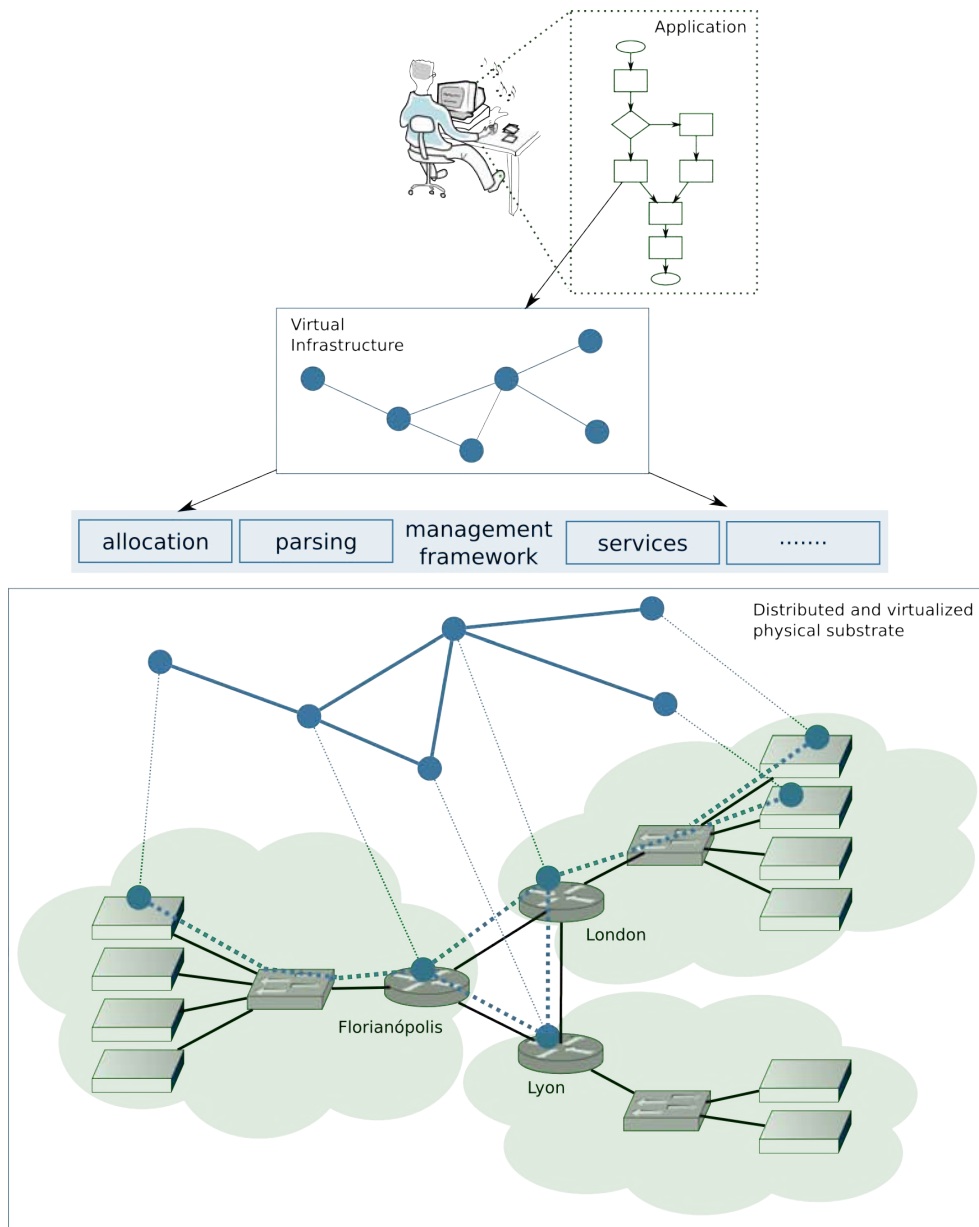 Application
Virtual
Infrastructure
allocation
parsing
management
framework
services
.......
Distributed and virtualized
physical substrate
London
Florianópolis
Lyon